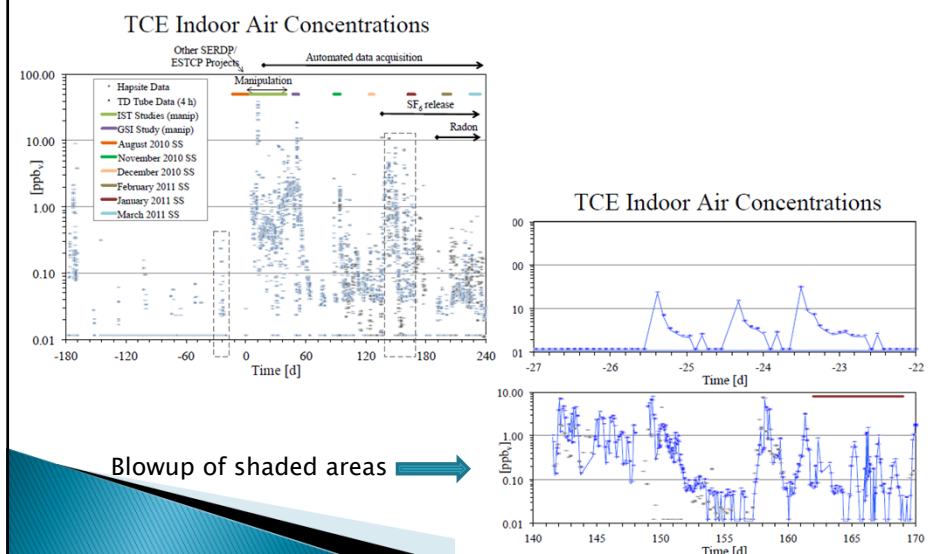 TCE Indoor Air Concentrations
Other SERDP/
ESTCP Projects
Automated data acquisition
Manipulation
SF6 release
Radon
Hapsite Data
TD Tube Data (4 h)
IST Studies (manip)
GSI Study (manip)
August 2010 SS
November 2010 SS
December 2010 SS
February 2011 SS
January 2011 SS
March 2011 SS
[ppbv]
100.00
10.00
1.00
0.10
0.01
-180 -120 -60 0 60 120 180 240
Time [d]
TCE Indoor Air Concentrations
00
00
10
01
-27 -26 -25 -24 -23 -22
Time [d]
[ppbv]
10.00
1.00
0.10
0.01
140 145 150 155 160 165 170
Time [d]
Blowup of shaded areas